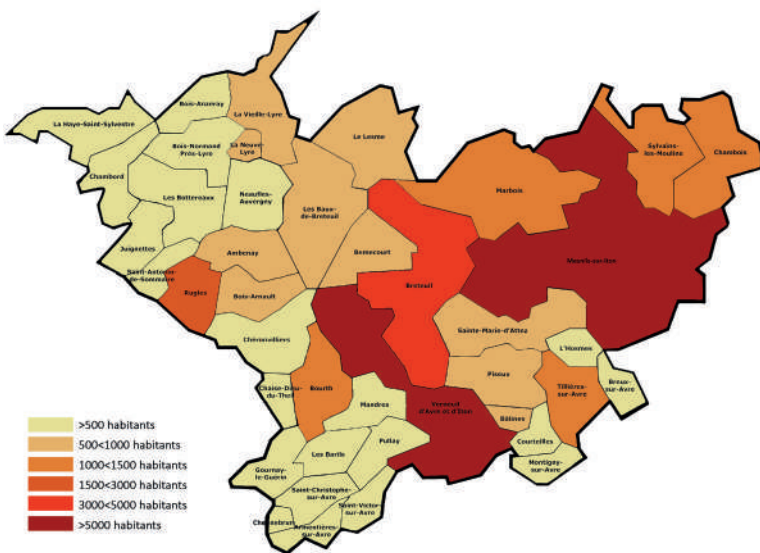 La Haye-Saint-Sylvestre
Bois-Anzeray
La Vieille-Lyre
Bois-Normand
Près-Lyre
La Neuve-
Lyre
Le Lesme
Chambord
Les Bottereaux
Neaufles-
Auvergny
Les Baux-
de-Breteuil
Marbois
Sylvains-
les-Moulins
Chambois
Juignettes
Saint-Antonin-
de-Sommaire
Ambenay
Bemecourt
Mesnils-sur-Iton
Rugles
Bois-Arnault
Breteuil
Chéronvilliers
Sainte-Marie-d'Attez
L'Hosmes
Chaise-Dieu-
du-Theil
Bourth
Piseux
Tillières-
sur-Avre
Breux-
sur-Avre
Mandres
Verneuil
d'Avre et d'Iton
Bâlines
Pullay
Courteilles
Les Barils
Montigny-
sur-Avre
Gournay-
le-Guérin
Saint-Christophe-
sur-Avre
Saint-Victor-
sur-Avre
Armentières-
sur-Avre
>500 habitants
500<1000 habitants
1000<1500 habitants
1500<3000 habitants
3000<5000 habitants
>5000 habitants